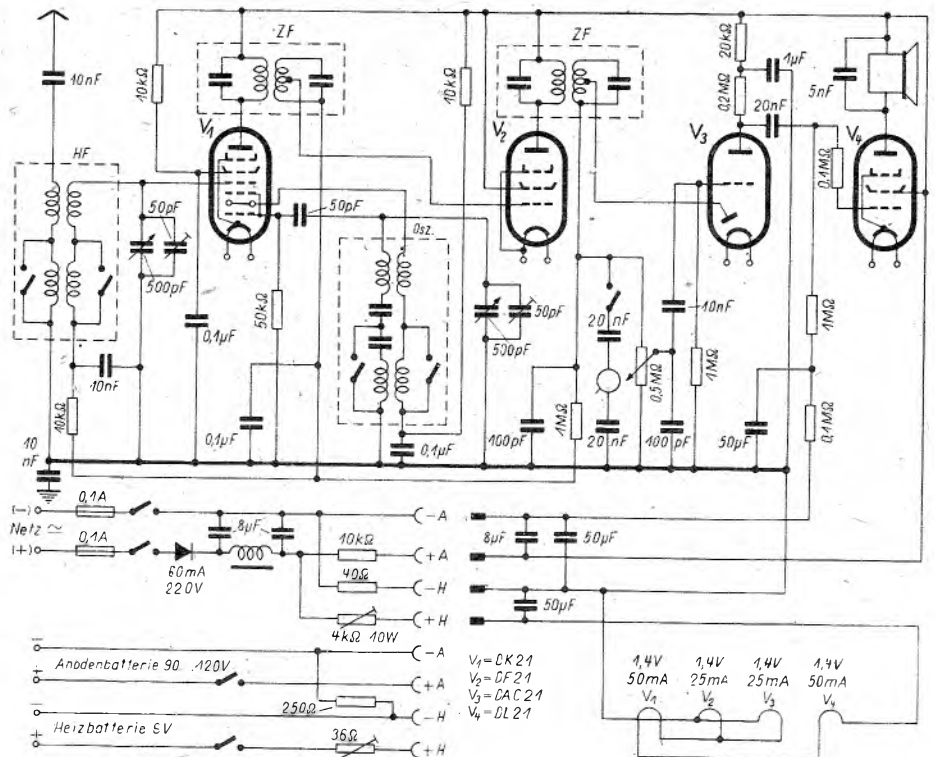 ZF
ZF
10nF
10kΩ
V₁
10kΩ
V₂
20kΩ
1µF
0,2MΩ
20nF
5nF
V₃
V₄
0,1MΩ
HF
50pF
500pF
50pF
Osz.
50pF
500pF
0,1µF
50kΩ
10nF
10kΩ
0,1µF
0,1µF
100pF
1MΩ
20nF
20nF
0,5MΩ
10nF
100pF
1MΩ
1MΩ
50µF
0,1MΩ
10
nF
(−)
0,1A
Netz ≃
(+)
0,1A
60mA
220V
8µF
10kΩ
40Ω
4kΩ 10W
−A
+A
−H
+H
8µF
50µF
50µF
−
Anodenbatterie 90...120V
+
−
Heizbatterie 6V
+
250Ω
36Ω
−A
+A
−H
+H
V₁=DK21
V₂=DF21
V₃=DAC21
V₄=DL21
1,4V 1,4V 1,4V 1,4V
50mA 25mA 25mA 50mA
V₁ V₂ V₃ V₄